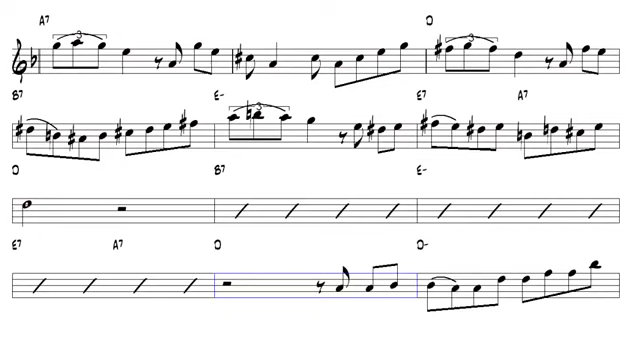 A7 D
3 3
B7 E- E7 A7
3
D B7 E-
E7 A7 D D-